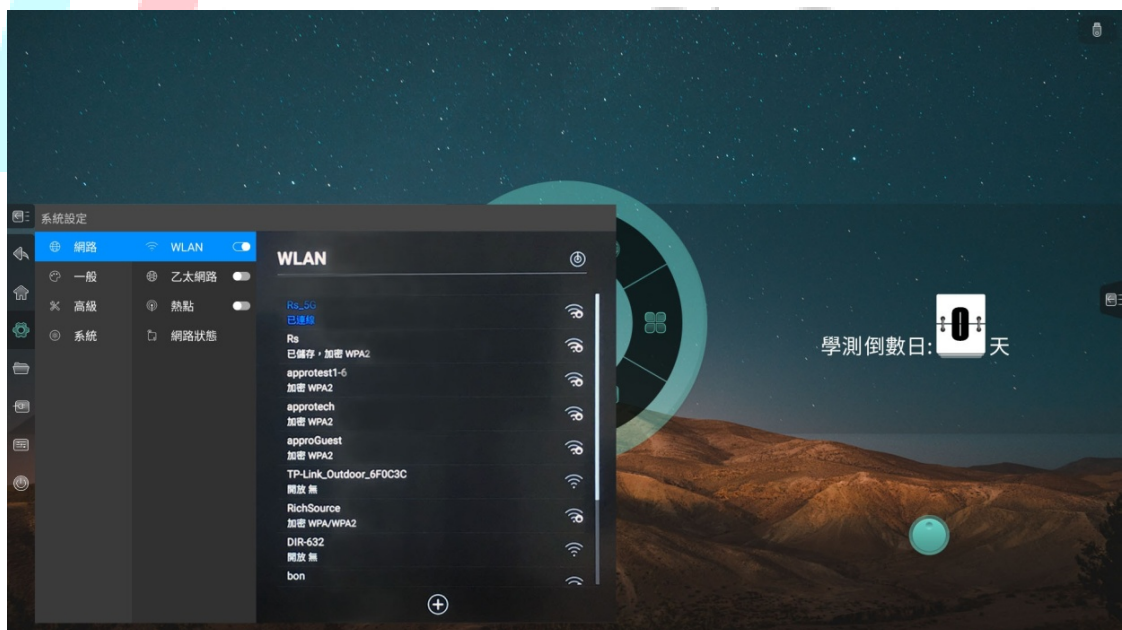 系統設定
網路
一般
高級
系統
WLAN
乙太網路
熱點
網路狀態
WLAN
Rs_5G
已連線
Rs
已儲存，加密 WPA2
approtest1-6
加密 WPA2
approtech
加密 WPA2
approGuest
加密 WPA2
TP-Link_Outdoor_6F0C3C
開放 無
RichSource
加密 WPA/WPA2
DIR-632
開放 無
bon
學測倒數日: 0 天